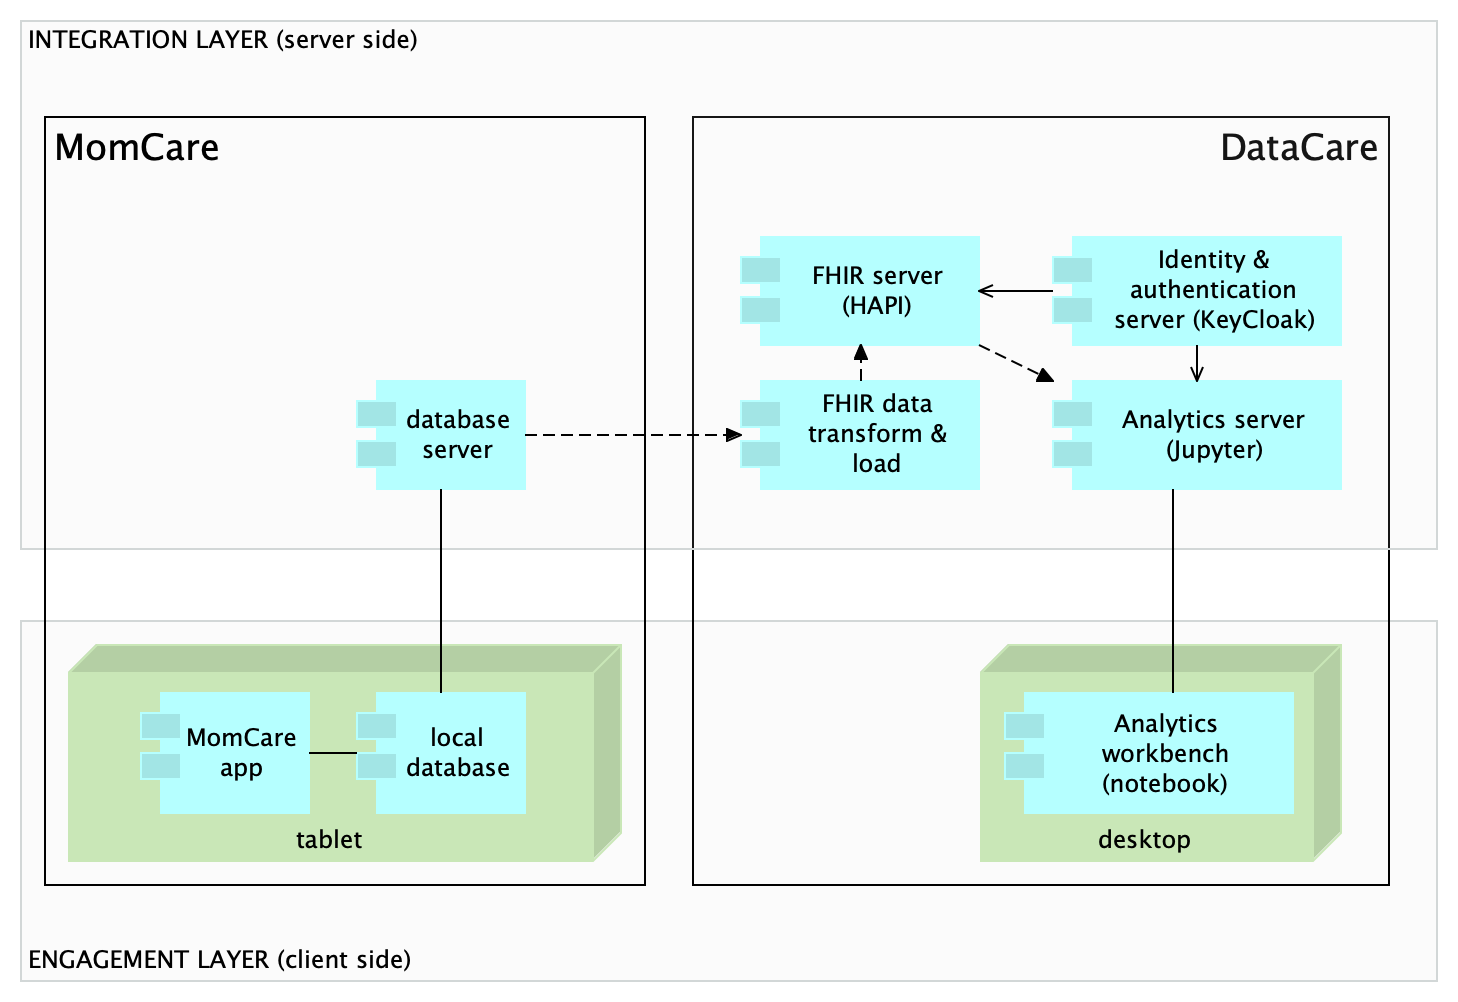 INTEGRATION LAYER (server side)
MomCare
DataCare
FHIR server
(HAPI)
Identity &
authentication
server (KeyCloak)
database
server
FHIR data
transform &
load
Analytics server
(Jupyter)
MomCare
app
local
database
tablet
Analytics
workbench
(notebook)
desktop
ENGAGEMENT LAYER (client side)